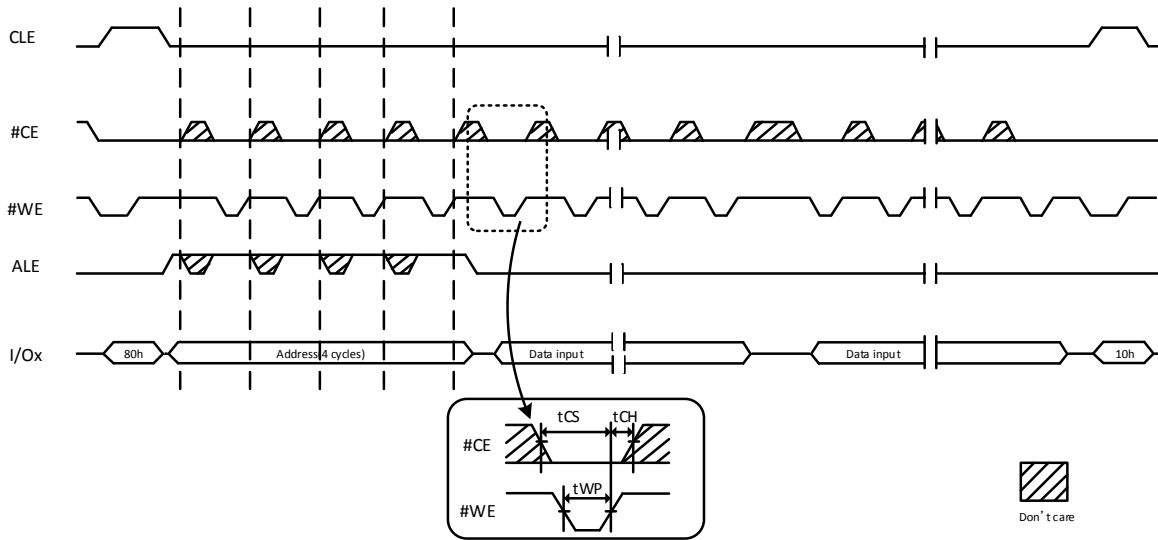 CLE
#CE
#WE
ALE
I/Ox
80h
Address(4 cycles)
Data input
Data input
10h
tCS
tCH
#CE
tWP
#WE
Don't care